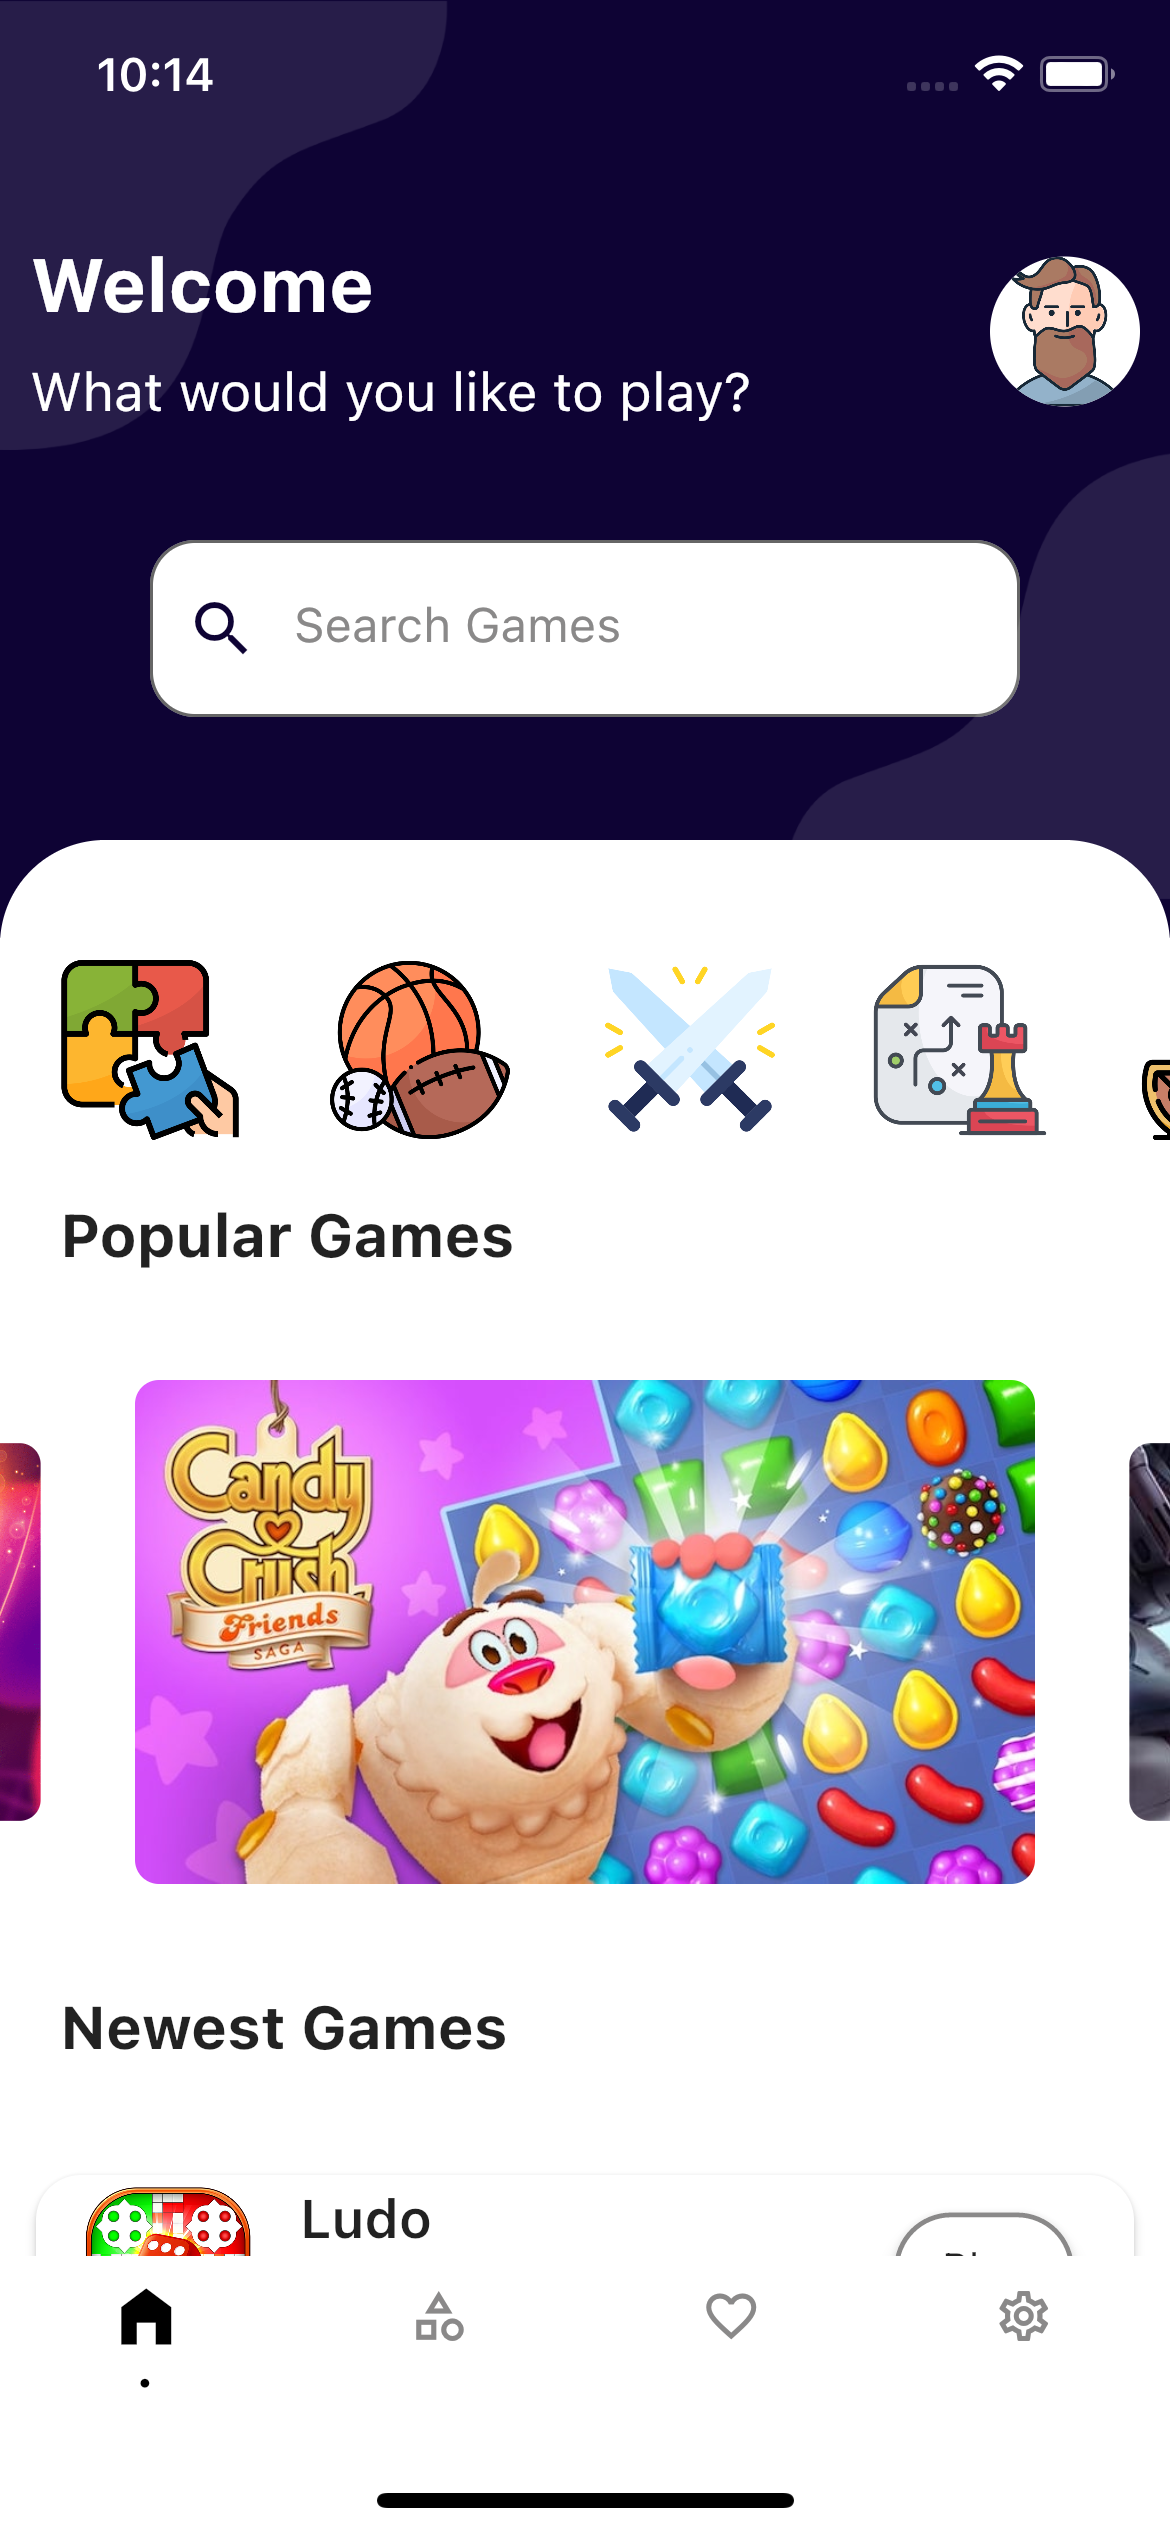 10:14
Welcome
What would you like to play?
Search Games
Popular Games
Candy
Crush
Friends
SAGA
Newest Games
Ludo